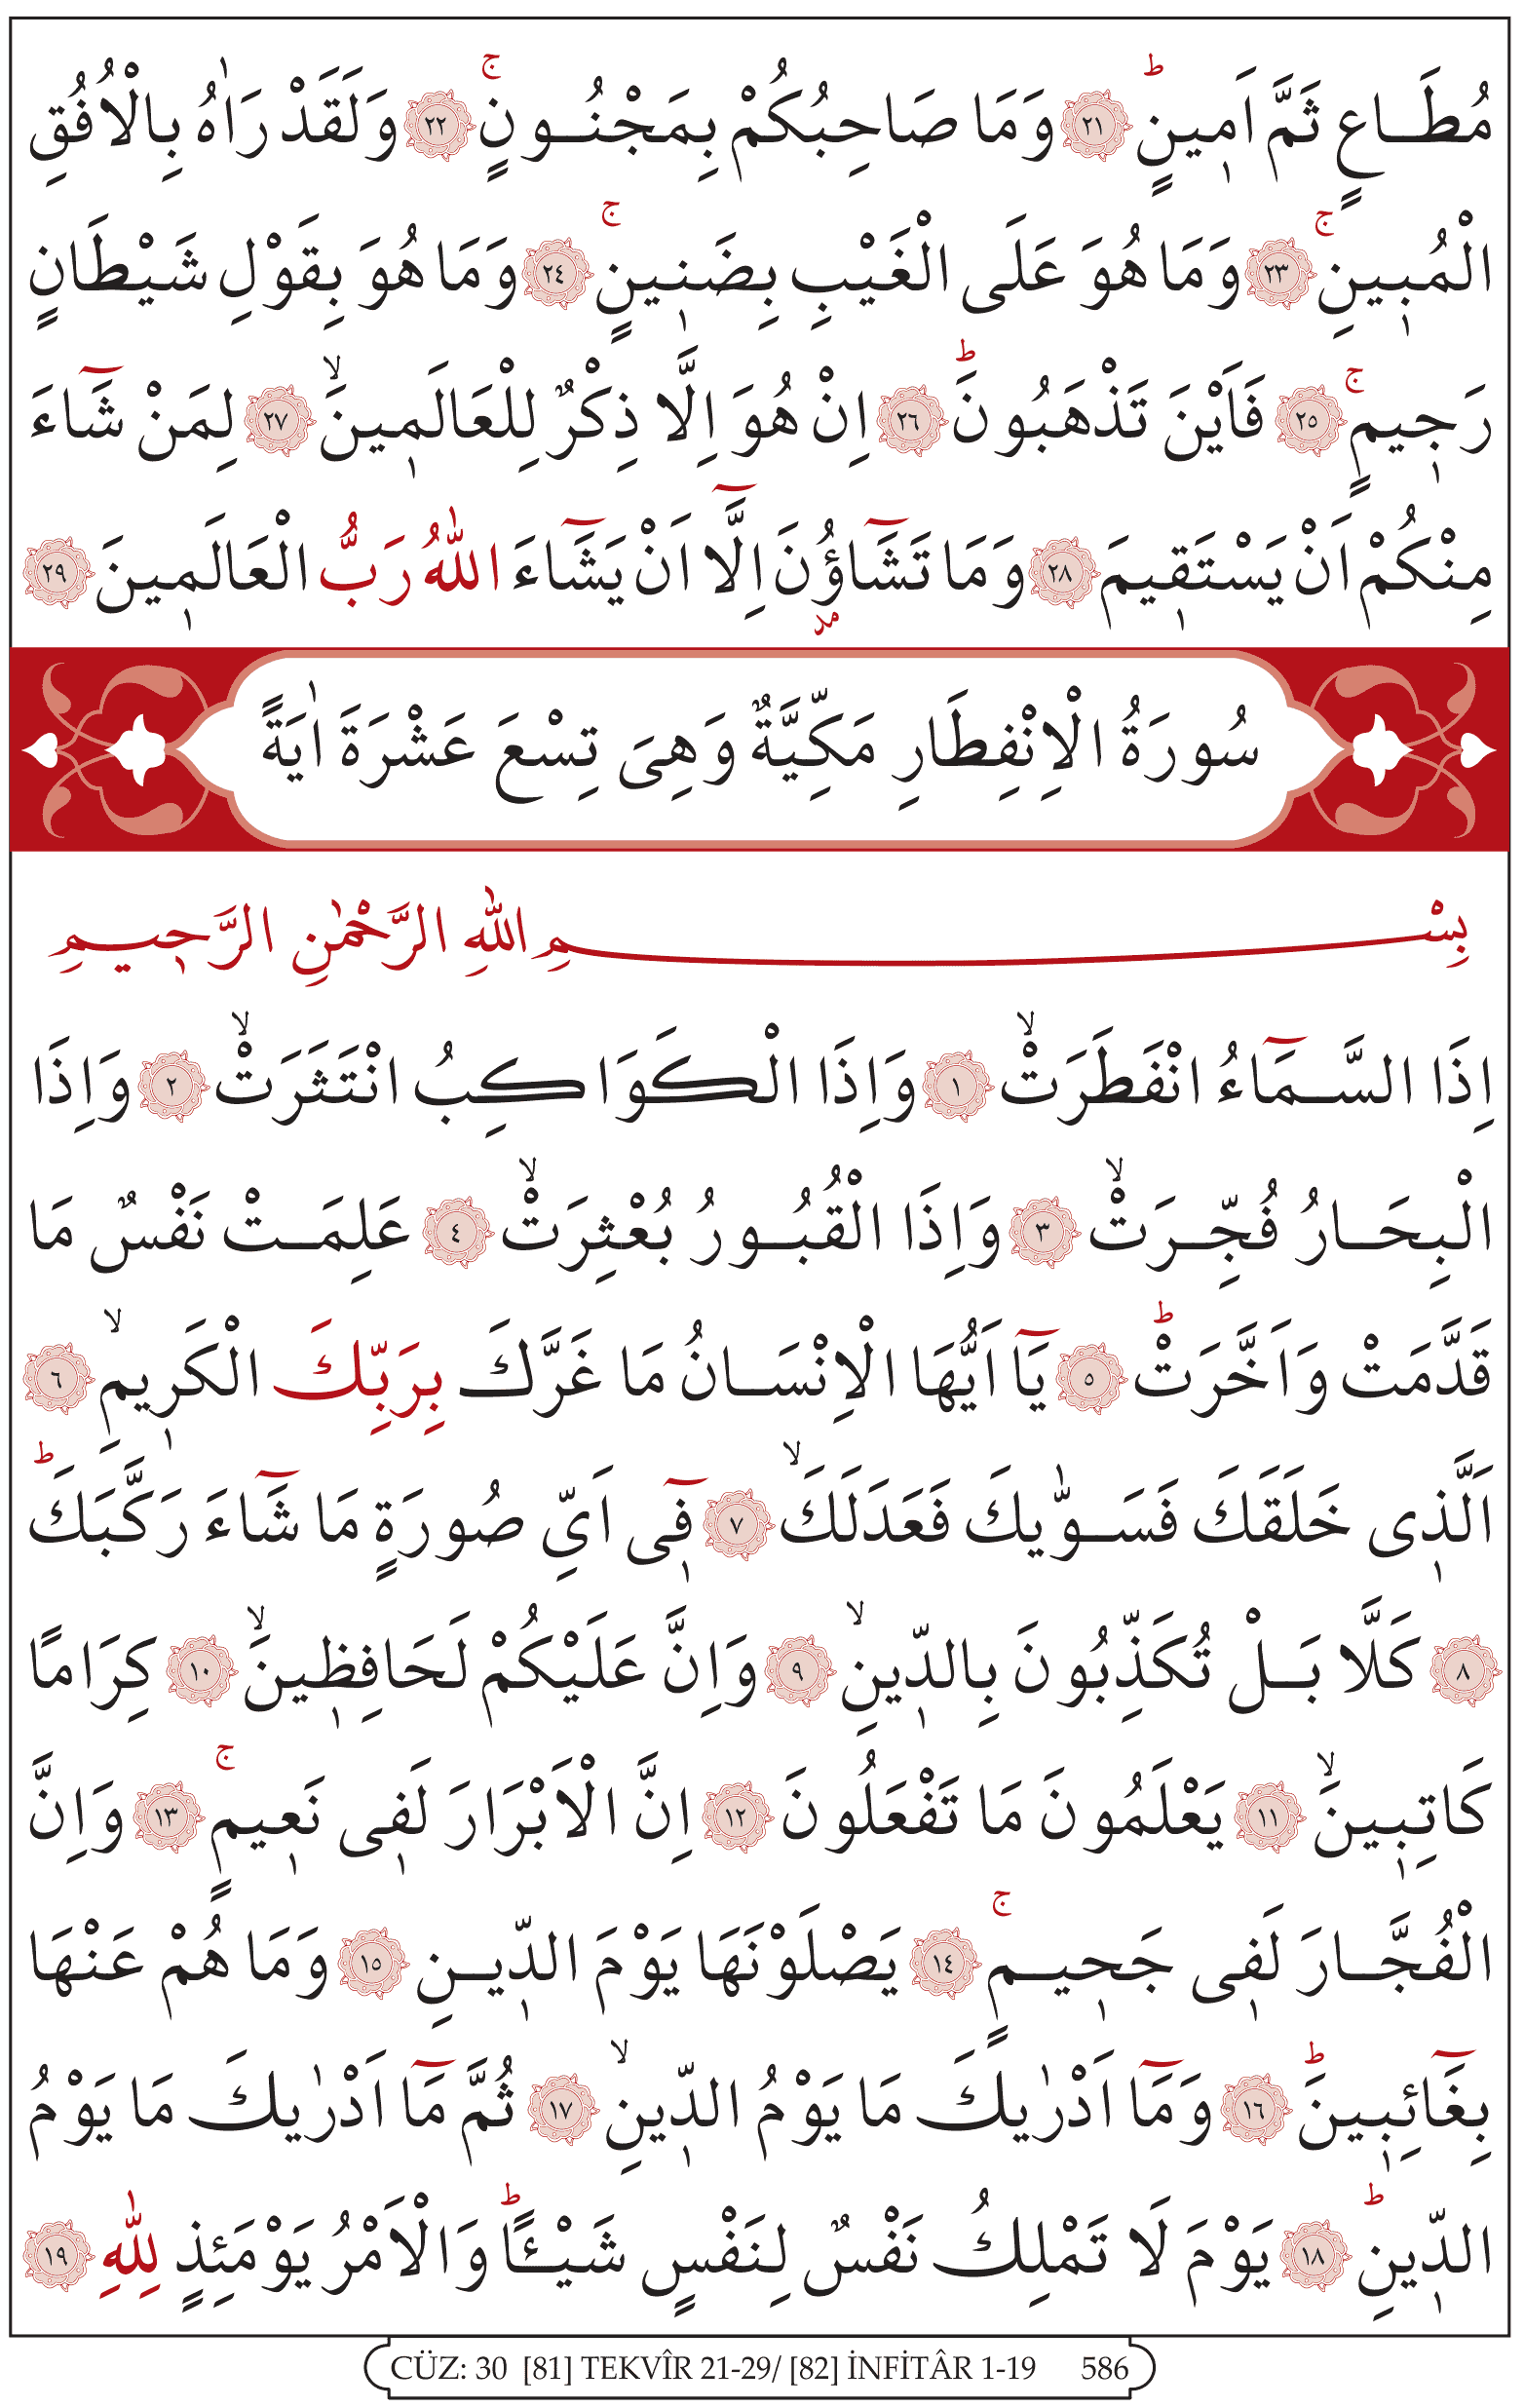 مُطَاعٍ ثَمَّ اَم۪ينٍۜ ﴿٢١﴾ وَمَا صَاحِبُكُمْ بِمَجْنُونٍۚ ﴿٢٢﴾ وَلَقَدْ رَاٰهُ بِالْاُفُقِ
الْمُب۪ينِۚ ﴿٢٣﴾ وَمَا هُوَ عَلَى الْغَيْبِ بِضَن۪ينٍۚ ﴿٢٤﴾ وَمَا هُوَ بِقَوْلِ شَيْطَانٍ
رَج۪يمٍۚ ﴿٢٥﴾ فَاَيْنَ تَذْهَبُونَۜ ﴿٢٦﴾ اِنْ هُوَ اِلَّا ذِكْرٌ لِلْعَالَم۪ينَۙ ﴿٢٧﴾ لِمَنْ شَٓاءَ
مِنْكُمْ اَنْ يَسْتَق۪يمَ ﴿٢٨﴾ وَمَا تَشَٓاؤُ۫نَ اِلَّٓا اَنْ يَشَٓاءَ اللّٰهُ رَبُّ الْعَالَم۪ينَ ﴿٢٩﴾
سُورَةُ الْاِنْفِطَارِ مَكِّيَّةٌ وَهِىَ تِسْعَ عَشْرَةَ اٰيَةً
بِسْمِ اللّٰهِ الرَّحْمٰنِ الرَّح۪يمِ
اِذَا السَّمَٓاءُ انْفَطَرَتْۙ ﴿١﴾ وَاِذَا الْكَوَاكِبُ انْتَثَرَتْۙ ﴿٢﴾ وَاِذَا
الْبِحَارُ فُجِّرَتْۙ ﴿٣﴾ وَاِذَا الْقُبُورُ بُعْثِرَتْۙ ﴿٤﴾ عَلِمَتْ نَفْسٌ مَا
قَدَّمَتْ وَاَخَّرَتْۜ ﴿٥﴾ يَٓا اَيُّهَا الْاِنْسَانُ مَا غَرَّكَ بِرَبِّكَ الْكَر۪يمِۙ ﴿٦﴾
اَلَّذ۪ى خَلَقَكَ فَسَوّٰيكَ فَعَدَلَكَۙ ﴿٧﴾ ف۪ٓى اَىِّ صُورَةٍ مَا شَٓاءَ رَكَّبَكَۜ
﴿٨﴾ كَلَّا بَلْ تُكَذِّبُونَ بِالدّ۪ينِۙ ﴿٩﴾ وَاِنَّ عَلَيْكُمْ لَحَافِظ۪ينَۙ ﴿١٠﴾ كِرَامًا
كَاتِب۪ينَۙ ﴿١١﴾ يَعْلَمُونَ مَا تَفْعَلُونَ ﴿١٢﴾ اِنَّ الْاَبْرَارَ لَف۪ى نَع۪يمٍۚ ﴿١٣﴾ وَاِنَّ
الْفُجَّارَ لَف۪ى جَح۪يمٍۚ ﴿١٤﴾ يَصْلَوْنَهَا يَوْمَ الدّ۪ينِ ﴿١٥﴾ وَمَا هُمْ عَنْهَا
بِغَٓائِب۪ينَۜ ﴿١٦﴾ وَمَٓا اَدْرٰيكَ مَا يَوْمُ الدّ۪ينِۙ ﴿١٧﴾ ثُمَّ مَٓا اَدْرٰيكَ مَا يَوْمُ
الدّ۪ينِۜ ﴿١٨﴾ يَوْمَ لَا تَمْلِكُ نَفْسٌ لِنَفْسٍ شَيْـًٔاۜ وَالْاَمْرُ يَوْمَئِذٍ لِلّٰهِ ﴿١٩﴾
CÜZ: 30 [81] TEKVÎR 21-29/ [82] İNFİTÂR 1-19 586